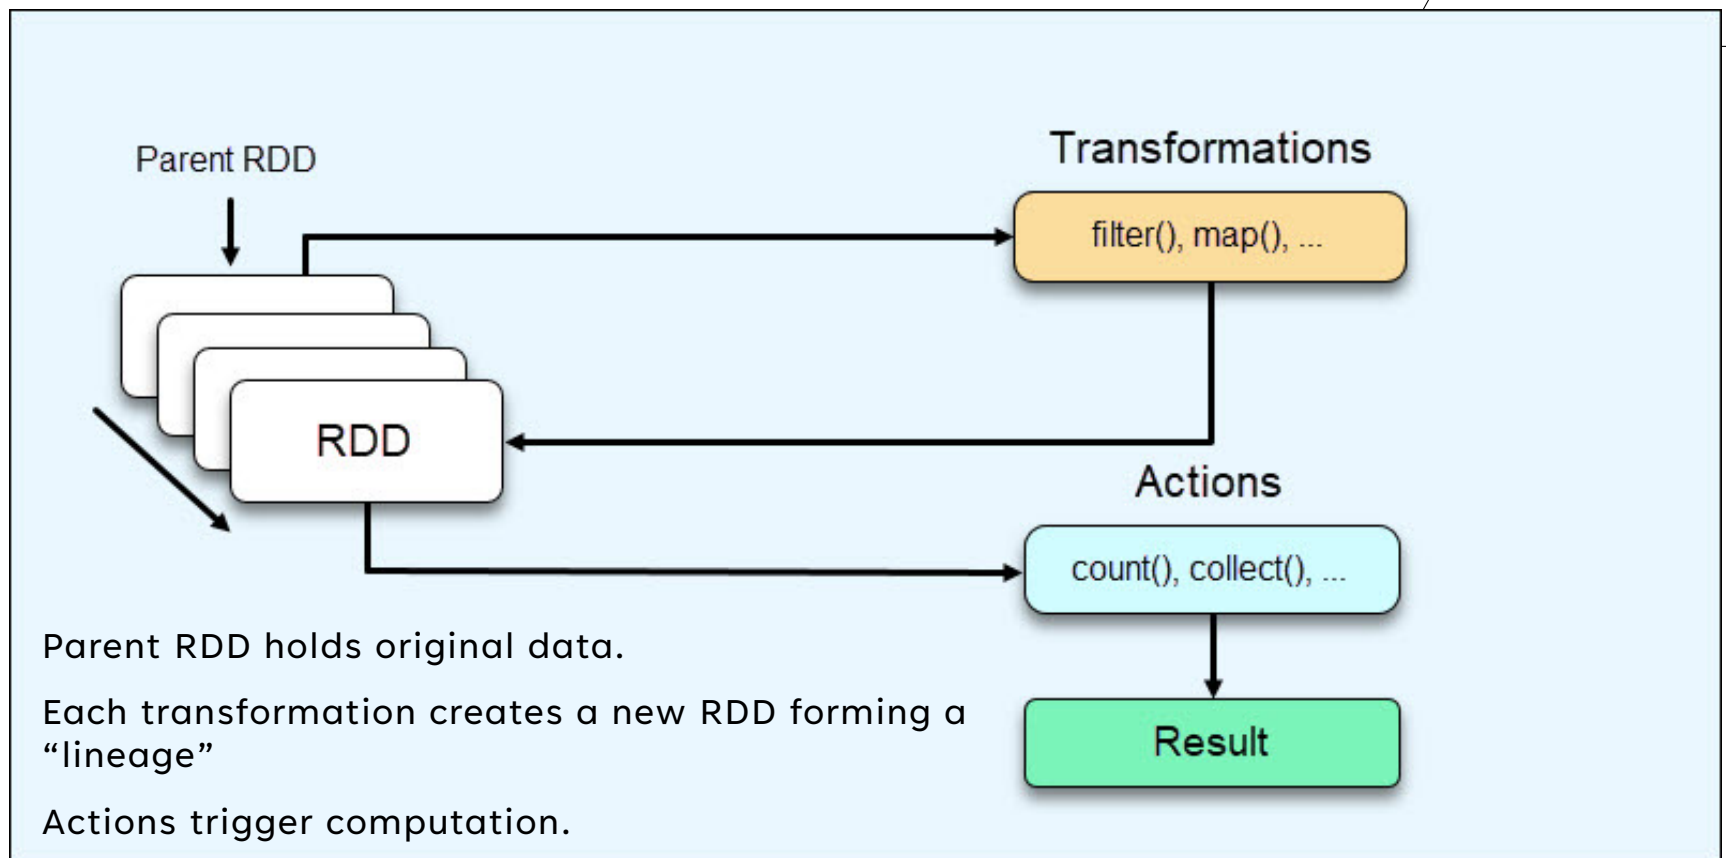 Parent RDD
Transformations
filter(), map(), ...
RDD
Actions
count(), collect(), ...
Result
Parent RDD holds original data.
Each transformation creates a new RDD forming a
“lineage”
Actions trigger computation.